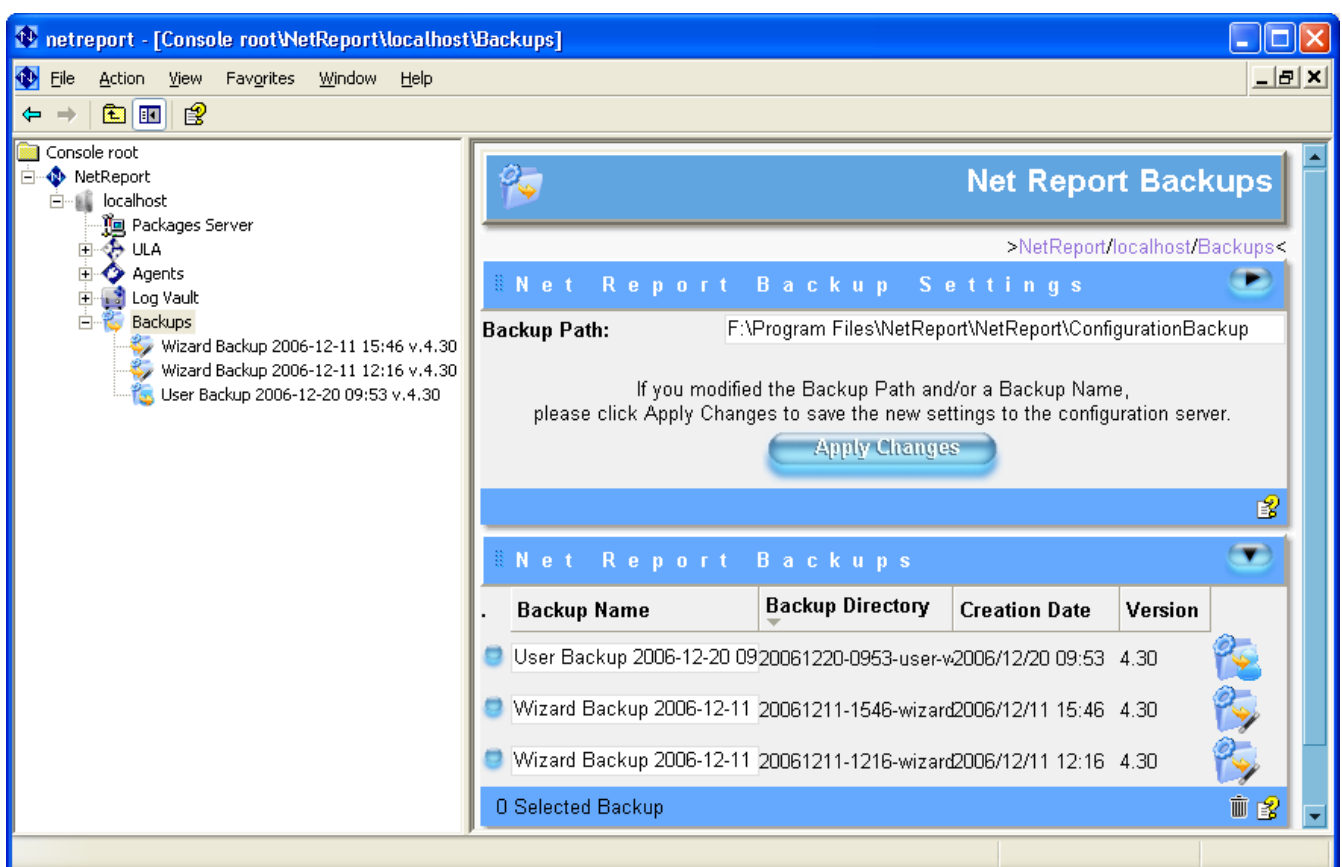 netreport - [Console root\NetReport\localhost\Backups]
File Action View Favorites Window Help
Console root
NetReport
localhost
Packages Server
ULA
Agents
Log Vault
Backups
Wizard Backup 2006-12-11 15:46 v.4.30
Wizard Backup 2006-12-11 12:16 v.4.30
User Backup 2006-12-20 09:53 v.4.30
Net Report Backups
>NetReport/localhost/Backups<
Net Report Backup Settings
Backup Path: F:\Program Files\NetReport\NetReport\ConfigurationBackup
If you modified the Backup Path and/or a Backup Name,
please click Apply Changes to save the new settings to the configuration server.
Apply Changes
Net Report Backups
. Backup Name Backup Directory Creation Date Version
User Backup 2006-12-20 09 20061220-0953-user-v 2006/12/20 09:53 4.30
Wizard Backup 2006-12-11 20061211-1546-wizard 2006/12/11 15:46 4.30
Wizard Backup 2006-12-11 20061211-1216-wizard 2006/12/11 12:16 4.30
0 Selected Backup